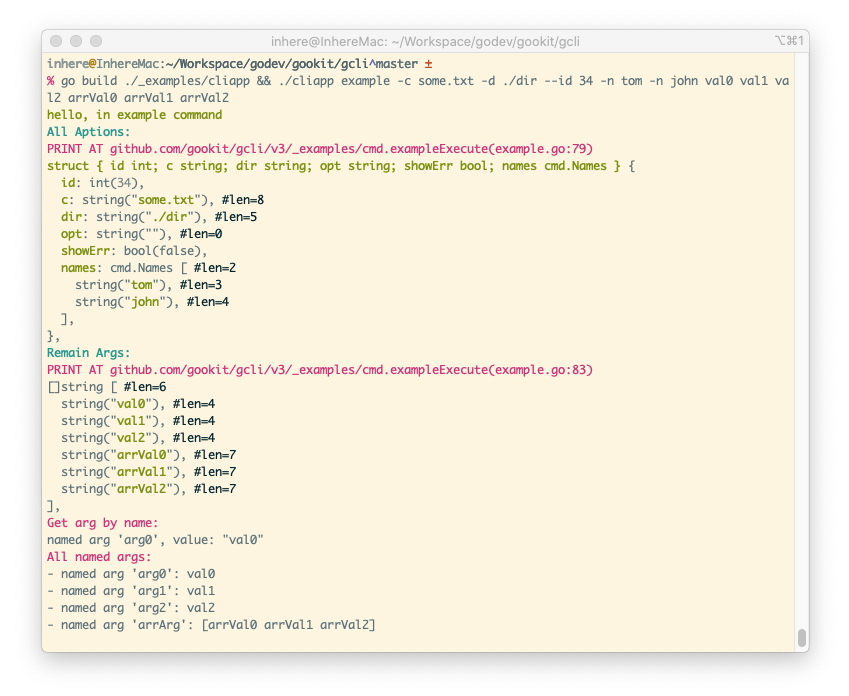 inhere@InhereMac: ~/Workspace/godev/gookit/gcli ⌥⌘1
inhere@InhereMac:~/Workspace/godev/gookit/gcli^master ±
% go build ./_examples/cliapp && ./cliapp example -c some.txt -d ./dir --id 34 -n tom -n john val0 val1 va
l2 arrVal0 arrVal1 arrVal2
hello, in example command
All Aptions:
PRINT AT github.com/gookit/gcli/v3/_examples/cmd.exampleExecute(example.go:79)
struct { id int; c string; dir string; opt string; showErr bool; names cmd.Names } {
  id: int(34),
  c: string("some.txt"), #len=8
  dir: string("./dir"), #len=5
  opt: string(""), #len=0
  showErr: bool(false),
  names: cmd.Names [ #len=2
    string("tom"), #len=3
    string("john"), #len=4
  ],
},
Remain Args:
PRINT AT github.com/gookit/gcli/v3/_examples/cmd.exampleExecute(example.go:83)
[]string [ #len=6
  string("val0"), #len=4
  string("val1"), #len=4
  string("val2"), #len=4
  string("arrVal0"), #len=7
  string("arrVal1"), #len=7
  string("arrVal2"), #len=7
],
Get arg by name:
named arg 'arg0', value: "val0"
All named args:
- named arg 'arg0': val0
- named arg 'arg1': val1
- named arg 'arg2': val2
- named arg 'arrArg': [arrVal0 arrVal1 arrVal2]